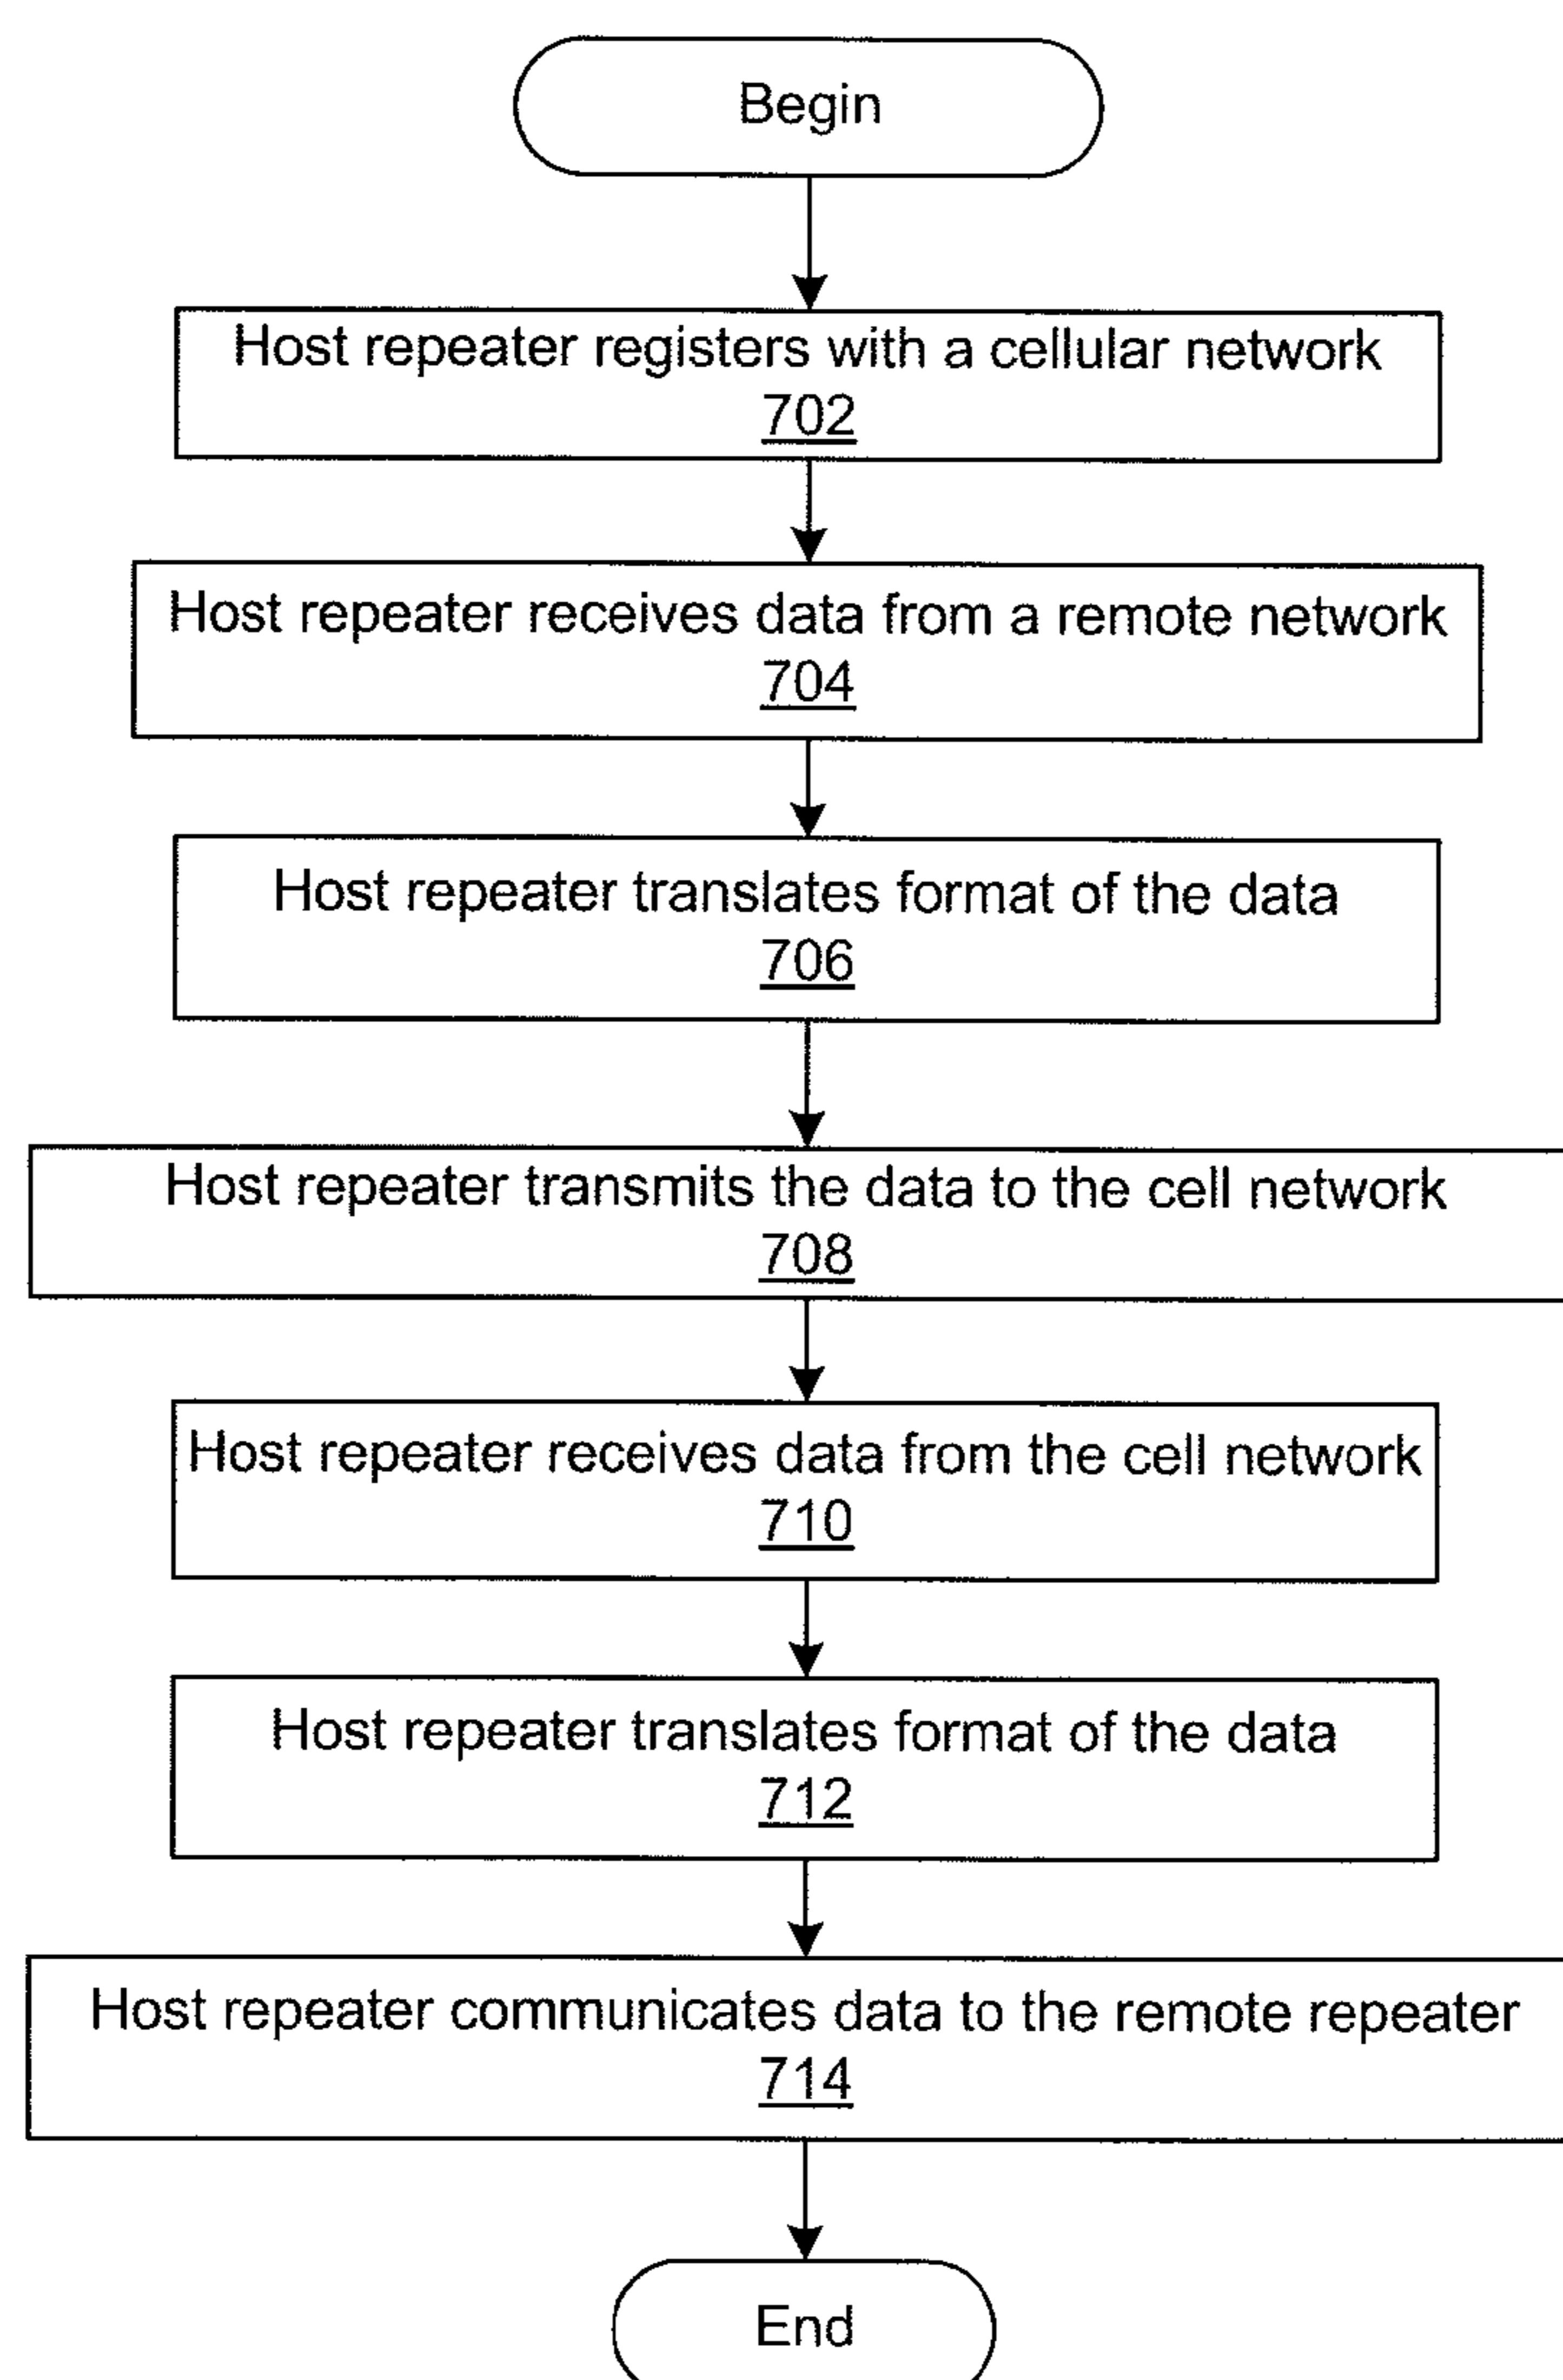 Begin
Host repeater registers with a cellular network
702
Host repeater receives data from a remote network
704
Host repeater translates format of the data
706
Host repeater transmits the data to the cell network
708
Host repeater receives data from the cell network
710
Host repeater translates format of the data
712
Host repeater communicates data to the remote repeater
714
End